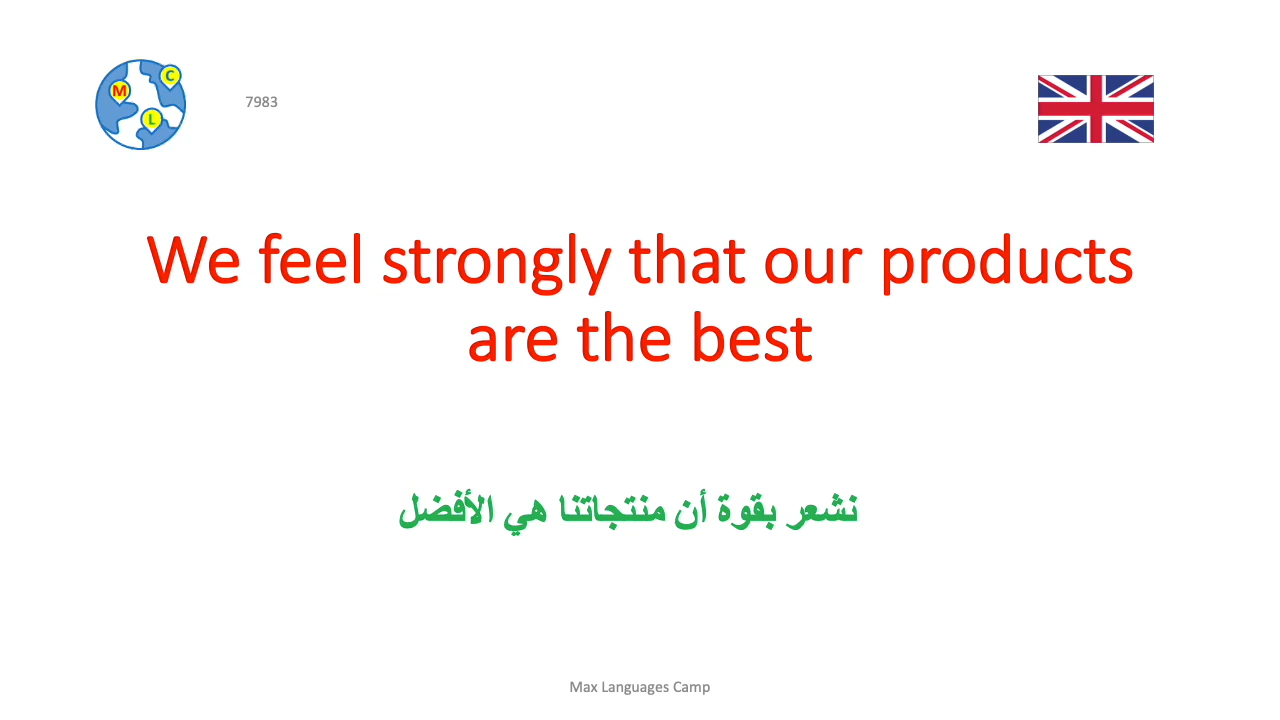 M
C
L
7983
We feel strongly that our products
are the best
نشعر بقوة أن منتجاتنا هي الأفضل
Max Languages Camp